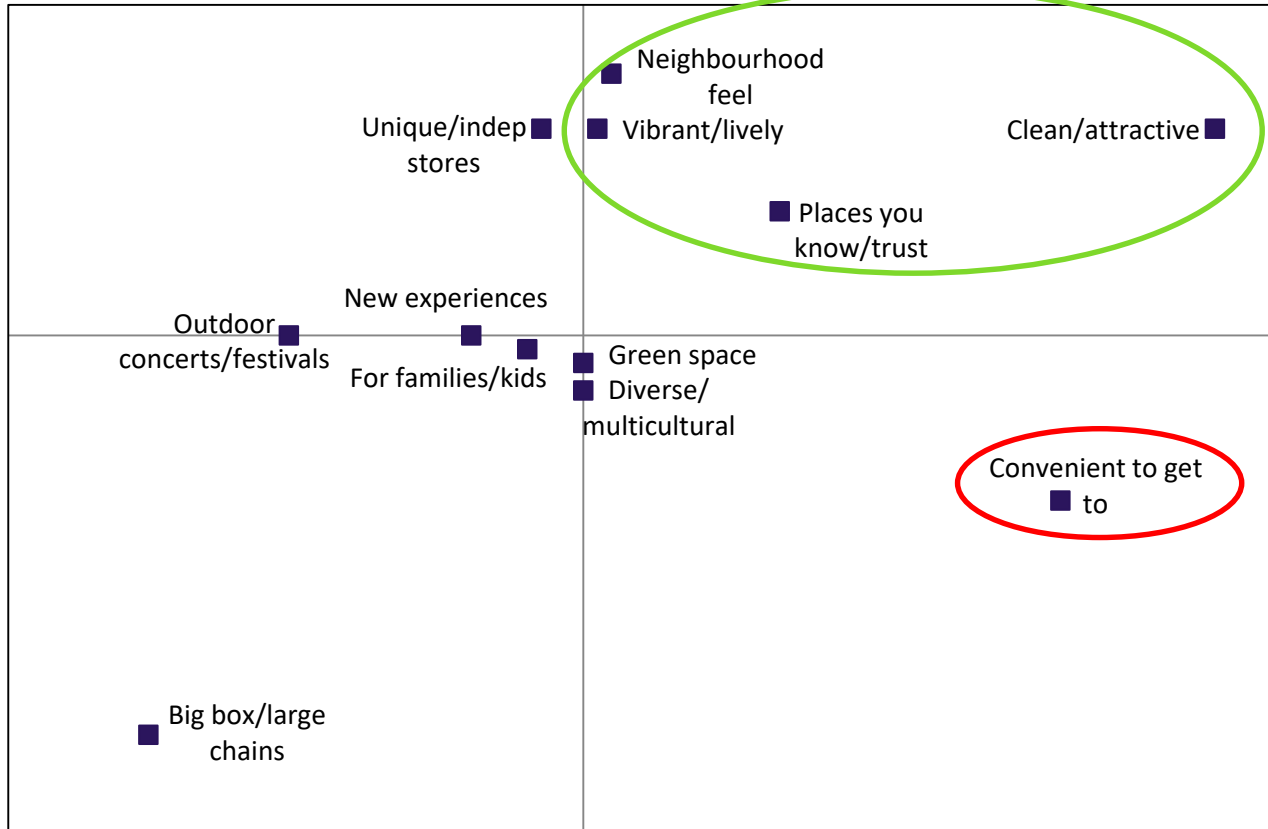 Neighbourhood
feel
Unique/indep
stores
Vibrant/lively
Clean/attractive
Places you
know/trust
New experiences
Outdoor
concerts/festivals
For families/kids
Green space
Diverse/
multicultural
Convenient to get
to
Big box/large
chains